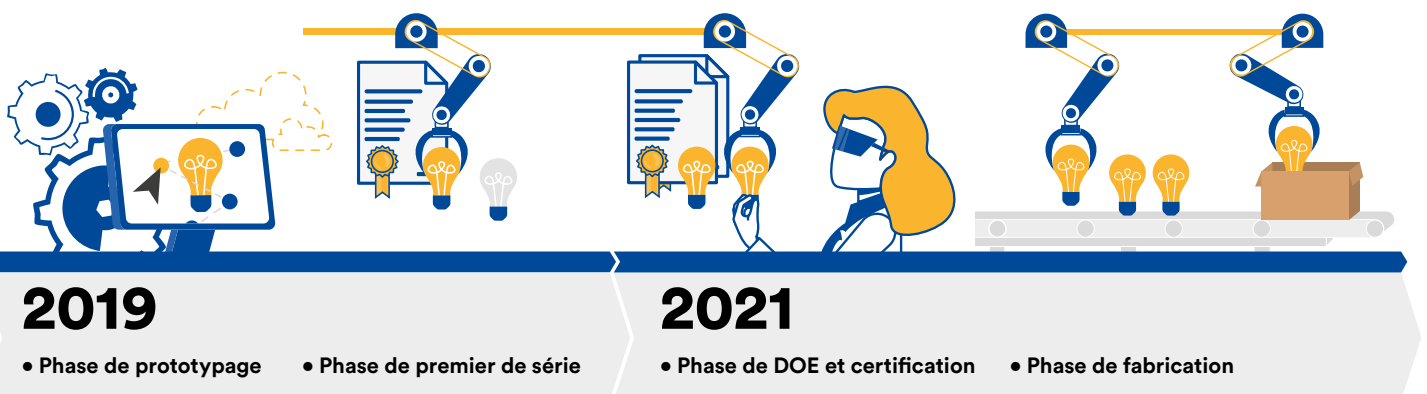 2019
• Phase de prototypage
• Phase de premier de série
2021
• Phase de DOE et certification
• Phase de fabrication